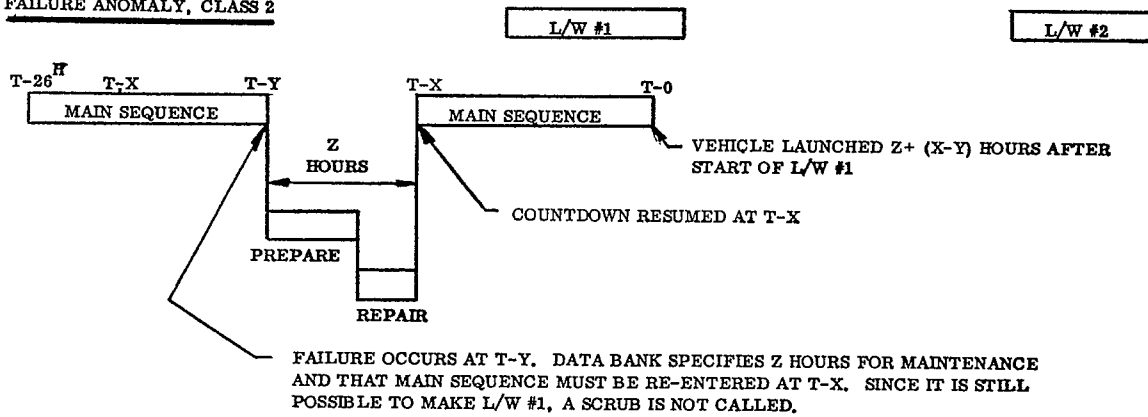 FAILURE ANOMALY, CLASS 2
L/W #1
L/W #2
T-26 H
T-X
T-Y
T-X
T-0
MAIN SEQUENCE
MAIN SEQUENCE
Z
HOURS
VEHICLE LAUNCHED Z+ (X-Y) HOURS AFTER
START OF L/W #1
COUNTDOWN RESUMED AT T-X
PREPARE
REPAIR
FAILURE OCCURS AT T-Y. DATA BANK SPECIFIES Z HOURS FOR MAINTENANCE
AND THAT MAIN SEQUENCE MUST BE RE-ENTERED AT T-X. SINCE IT IS STILL
POSSIBLE TO MAKE L/W #1, A SCRUB IS NOT CALLED.